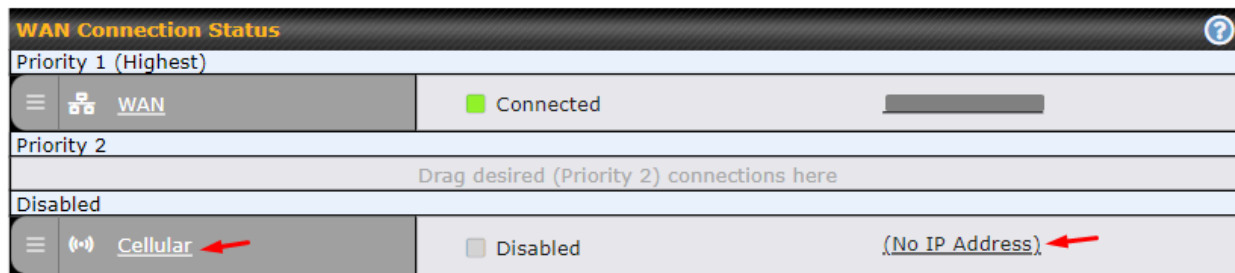 WAN Connection Status
Priority 1 (Highest)
WAN Connected
Priority 2
Drag desired (Priority 2) connections here
Disabled
Cellular Disabled (No IP Address)